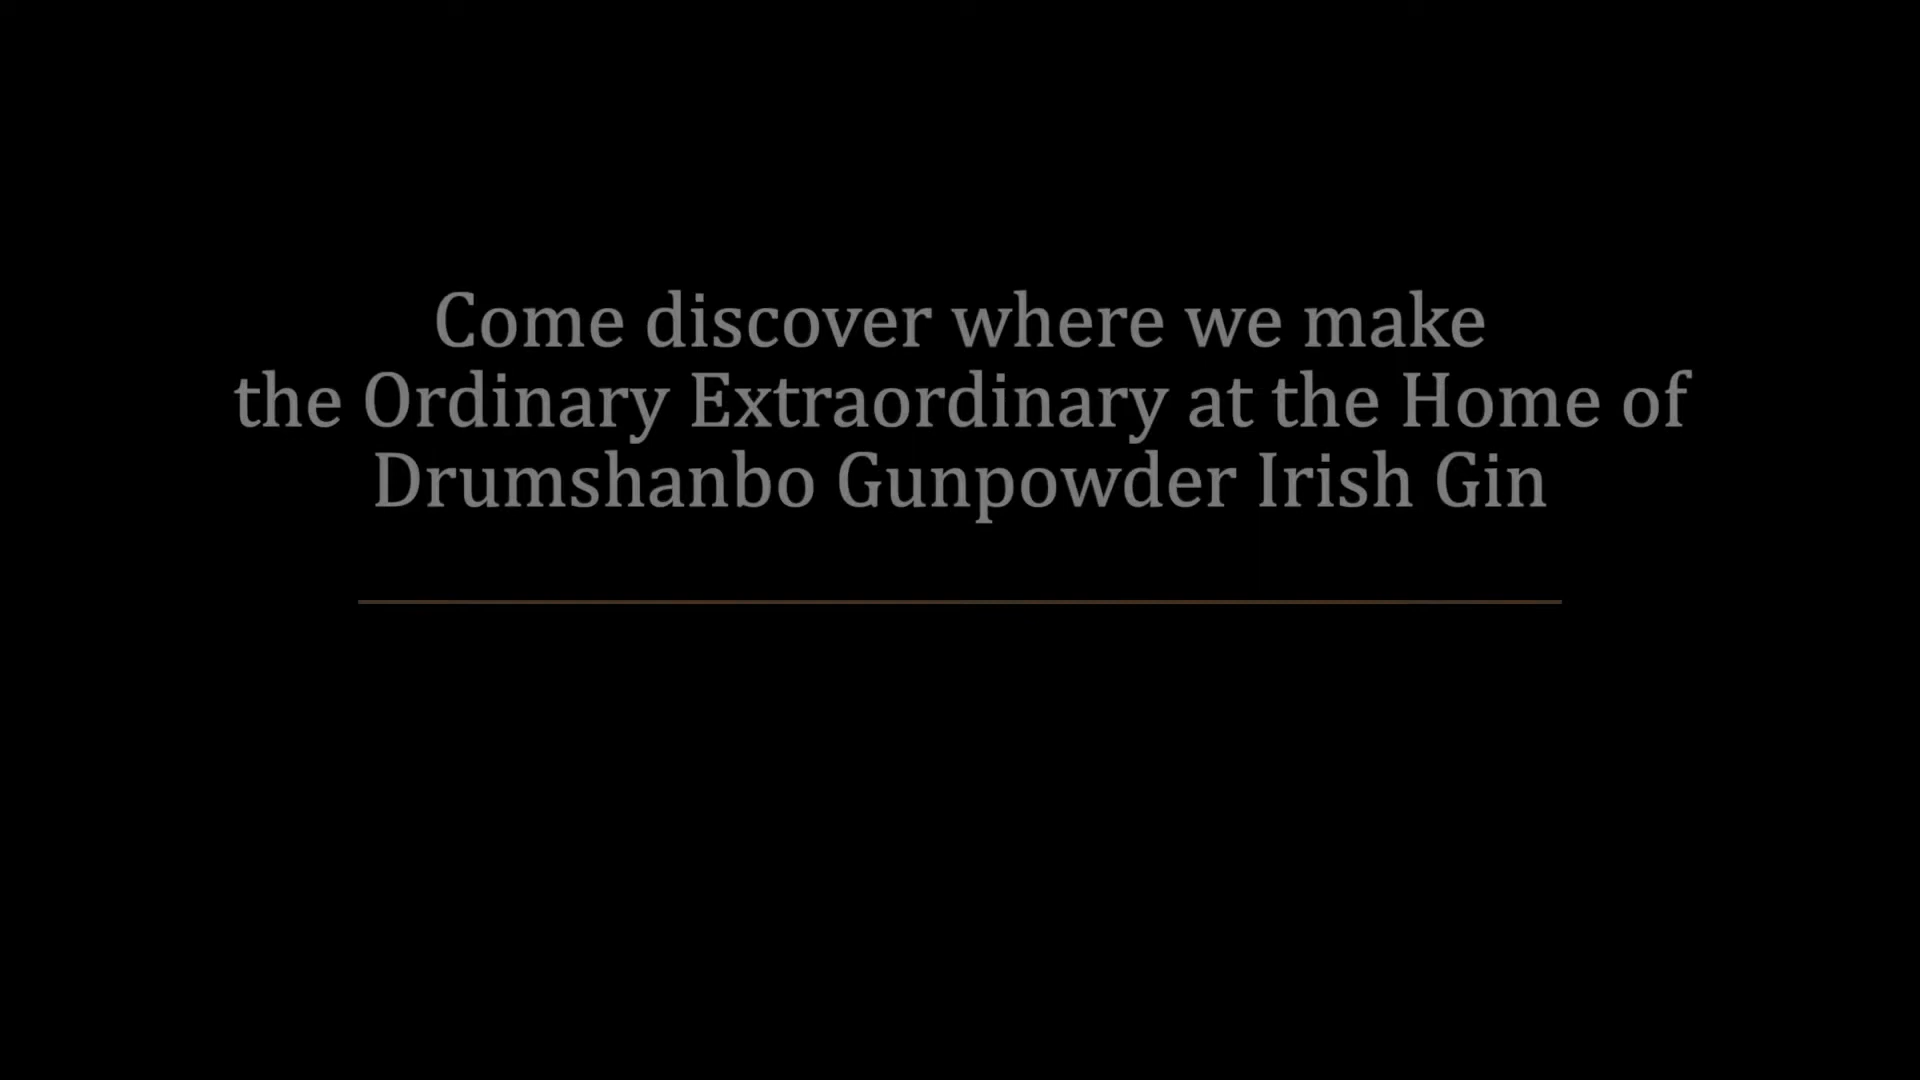 Come discover where we make
the Ordinary Extraordinary at the Home of
Drumshanbo Gunpowder Irish Gin